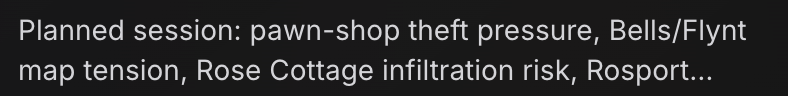 Planned session: pawn-shop theft pressure, Bells/Flynt
map tension, Rose Cottage infiltration risk, Rosport...